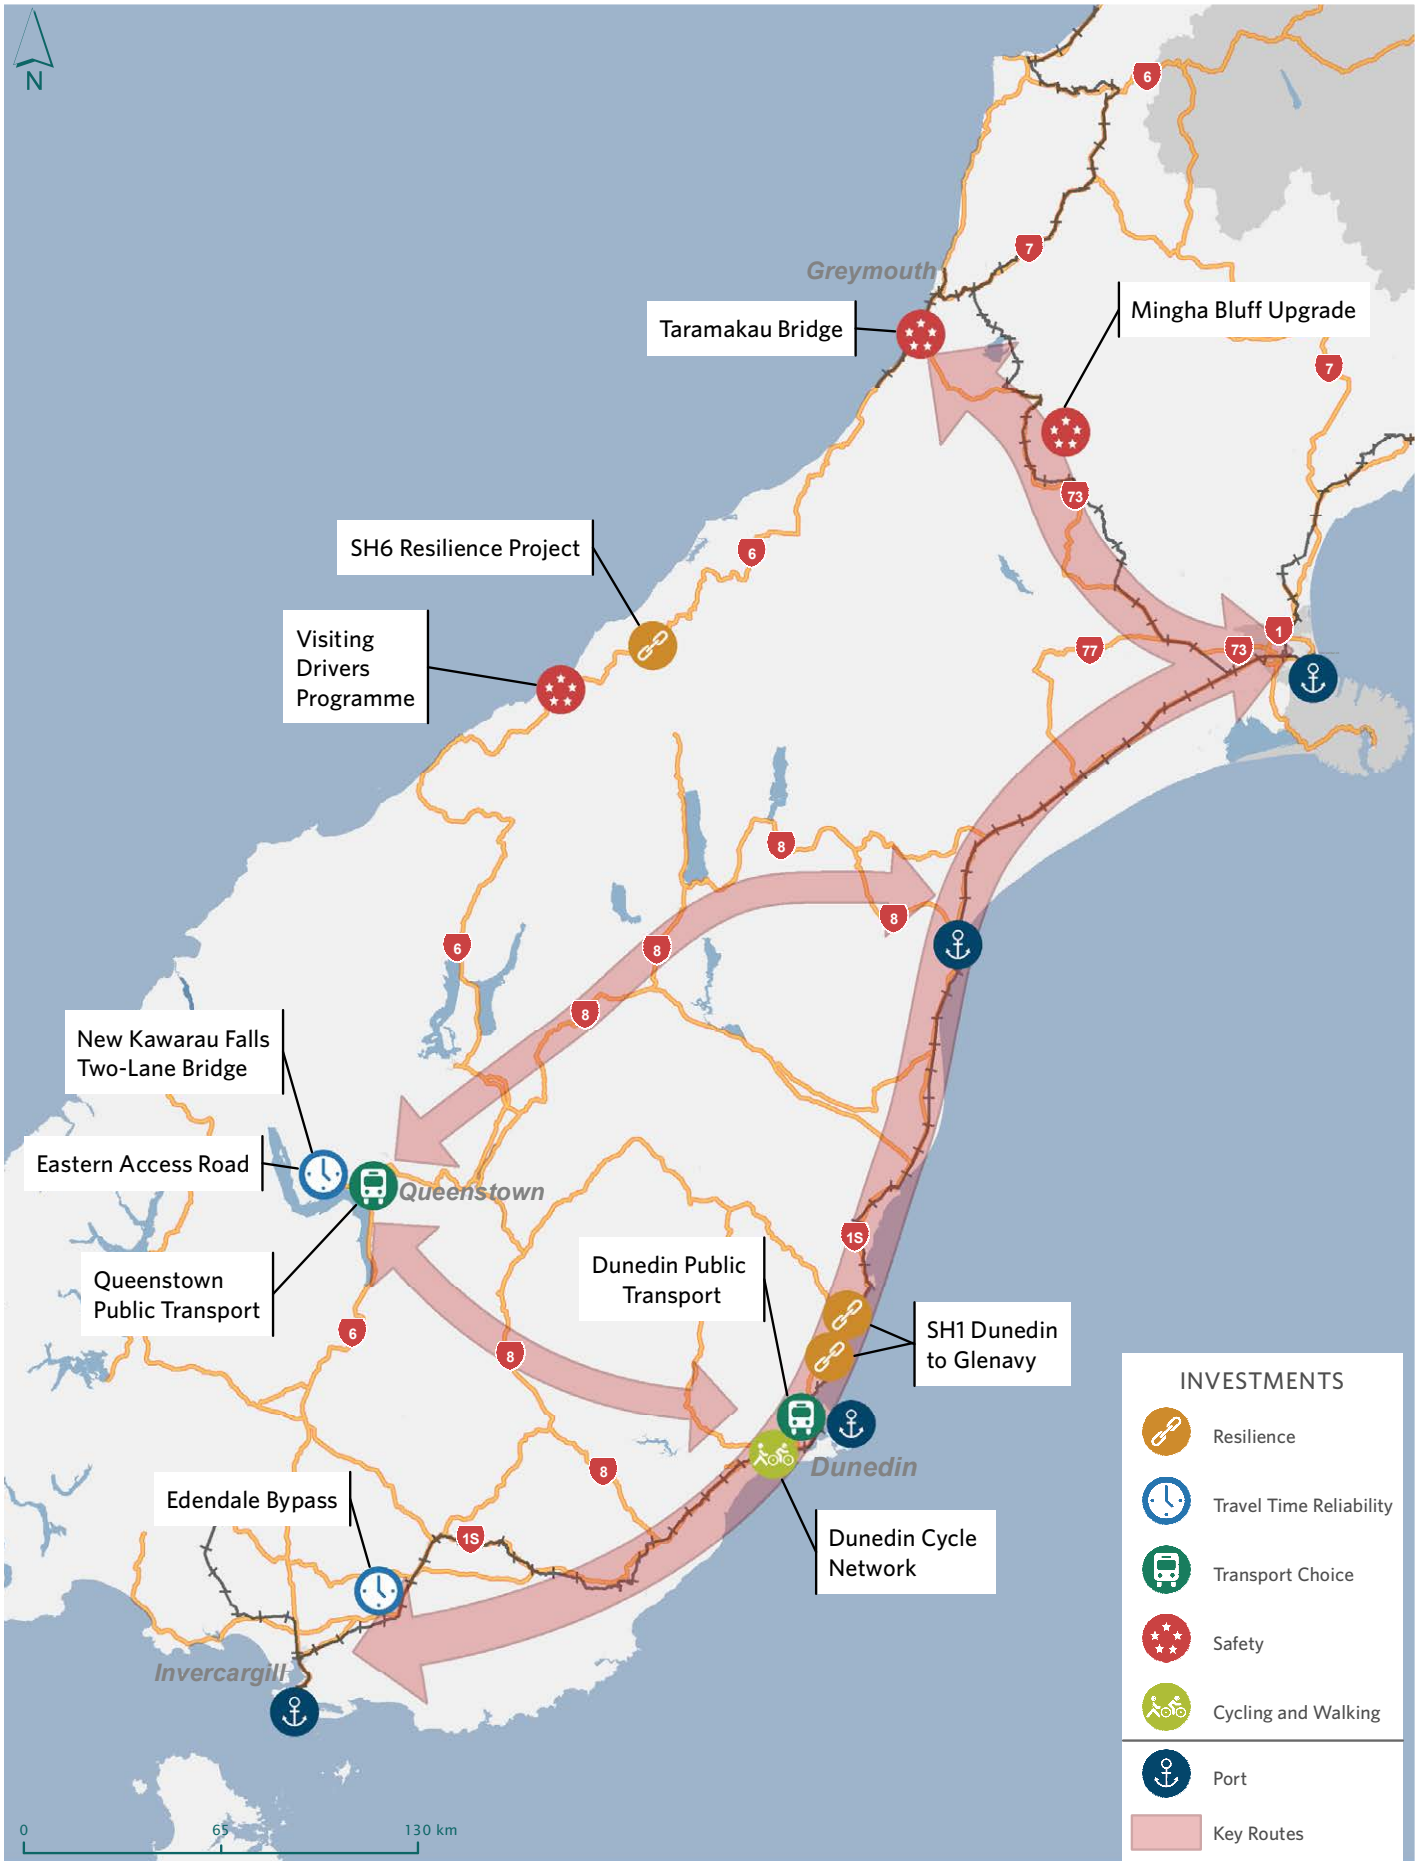 N
6
7
Greymouth
Mingha Bluff Upgrade
Taramakau Bridge
7
73
SH6 Resilience Project
6
Visiting
Drivers
Programme
1
77
73
8
8
6
8
8
New Kawarau Falls
Two-Lane Bridge
Eastern Access Road
Queenstown
1S
Dunedin Public
Transport
Queenstown
Public Transport
6
8
SH1 Dunedin
to Glenavy
INVESTMENTS
Resilience
Travel Time Reliability
Transport Choice
Safety
Cycling and Walking
Port
Key Routes
Dunedin
8
Edendale Bypass
1S
Dunedin Cycle
Network
Invercargill
0 65 130 km